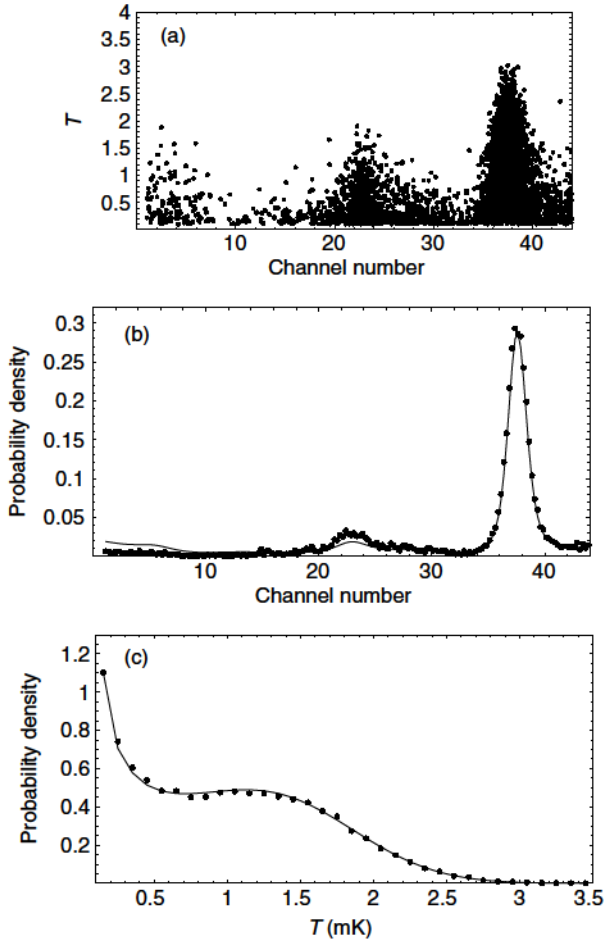 4
(a)
3.5
3
2.5
T
2
1.5
1
0.5
10 20 30 40
Channel number
0.3
(b)
0.25
Probability density
0.2
0.15
0.1
0.05
10 20 30 40
Channel number
1.2
(c)
1
Probability density
0.8
0.6
0.4
0.2
0.5 1 1.5 2 2.5 3 3.5
T (mK)